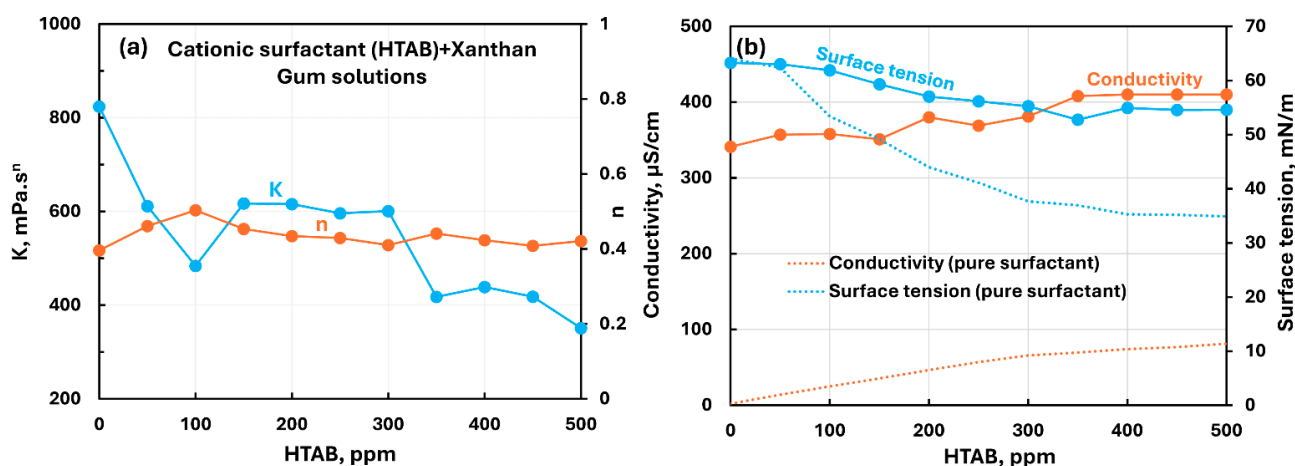 (a)
Cationic surfactant (HTAB)+Xanthan
Gum solutions
K, mPa.sⁿ
1000
800
600
400
200
K
n
1
0.8
0.6
0.4
0.2
0
n
0
100
200
300
400
500
HTAB, ppm
(b)
Surface tension
Conductivity
Conductivity, µS/cm
500
400
300
200
100
0
Conductivity (pure surfactant)
Surface tension (pure surfactant)
70
60
50
40
30
20
10
0
Surface tension, mN/m
0
100
200
300
400
500
HTAB, ppm